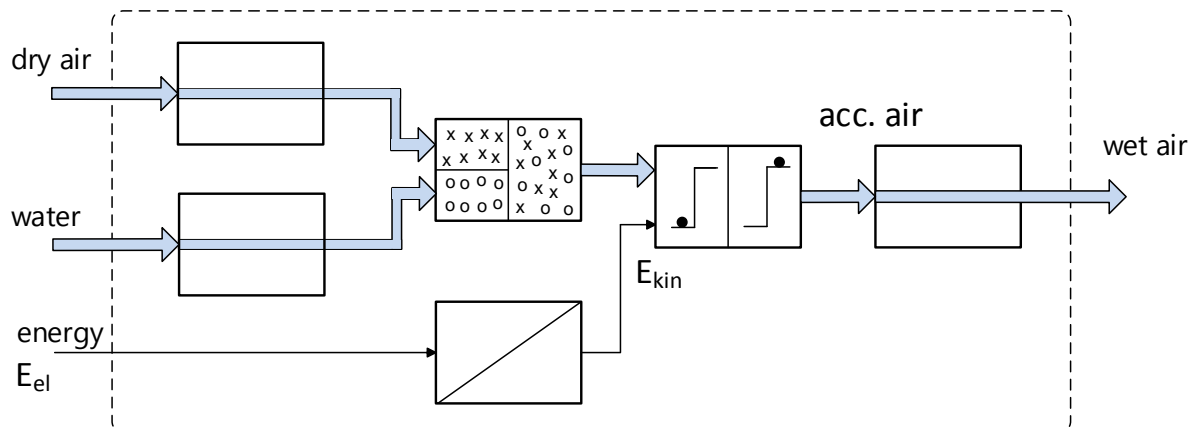 dry air
acc. air
wet air
water
E_kin
energy
E_el